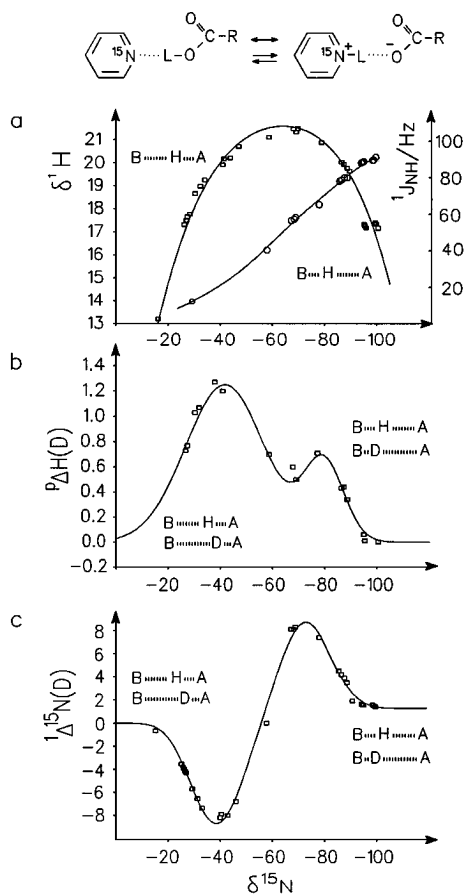 O
C–R
15N
L–O
O
C–R
15N+–L
−O
a
δ1H
21
20
19
18
17
16
15
14
13
B H A
B H A
100
80
60
40
20
1JNH/Hz
−20 −40 −60 −80 −100
b
pΔH(D)
1.4
1.2
1.0
0.8
0.6
0.4
0.2
0.0
−0.2
B H A
B D A
B H A
B D A
−20 −40 −60 −80 −100
c
1Δ15N(D)
8
6
4
2
0
−2
−4
−6
−8
B H A
B D A
B H A
B D A
−20 −40 −60 −80 −100
δ15N